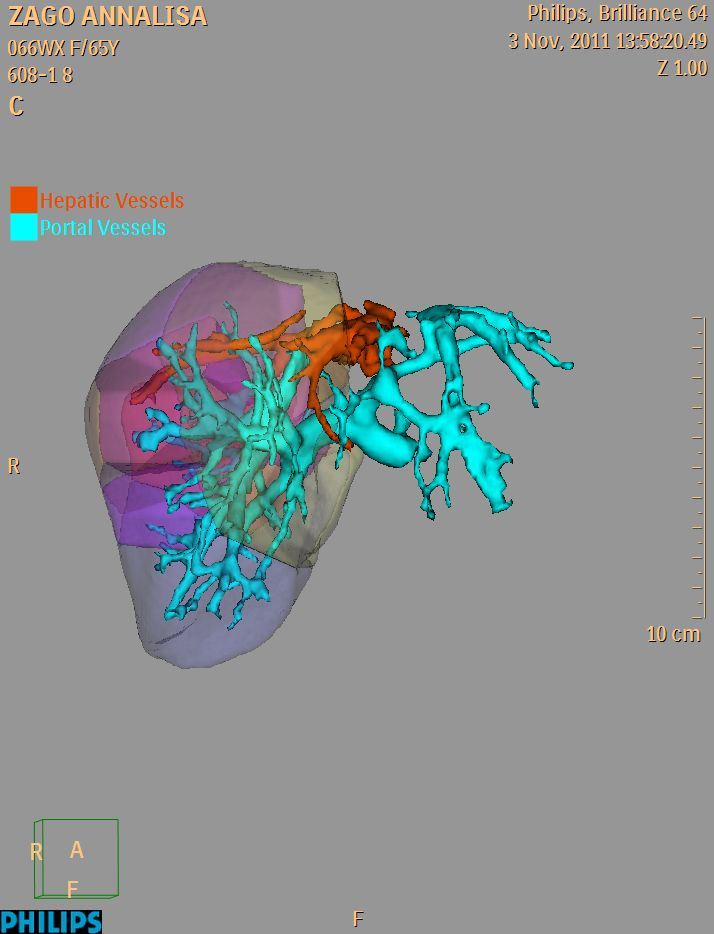 ZAGO ANNALISA
066WX F/65Y
608-1 8
C
Philips, Brilliance 64
3 Nov, 2011 13:58:20.49
Z 1.00
Hepatic Vessels
Portal Vessels
R
10 cm
R A
F
PHILIPS
F